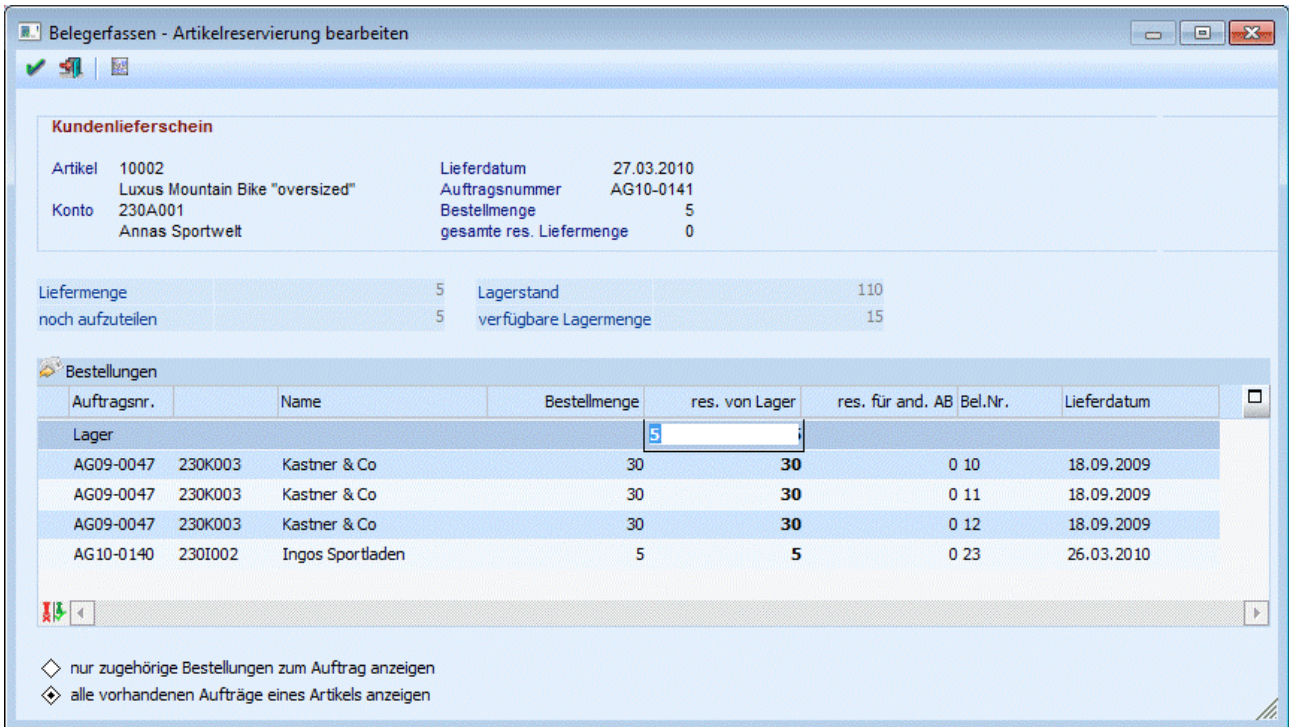 Belegerfassen - Artikelreservierung bearbeiten
Kundenlieferschein
Artikel 10002 Lieferdatum 27.03.2010
Luxus Mountain Bike "oversized" Auftragsnummer AG10-0141
Konto 230A001 Bestellmenge 5
Annas Sportwelt gesamte res. Liefermenge 0
Liefermenge 5 Lagerstand 110
noch aufzuteilen 5 verfügbare Lagermenge 15
Bestellungen
Auftragsnr. Name Bestellmenge res. von Lager res. für and. AB Bel.Nr. Lieferdatum
Lager 5
AG09-0047 230K003 Kastner & Co 30 30 0 10 18.09.2009
AG09-0047 230K003 Kastner & Co 30 30 0 11 18.09.2009
AG09-0047 230K003 Kastner & Co 30 30 0 12 18.09.2009
AG10-0140 230I002 Ingos Sportladen 5 5 0 23 26.03.2010
nur zugehörige Bestellungen zum Auftrag anzeigen
alle vorhandenen Aufträge eines Artikels anzeigen